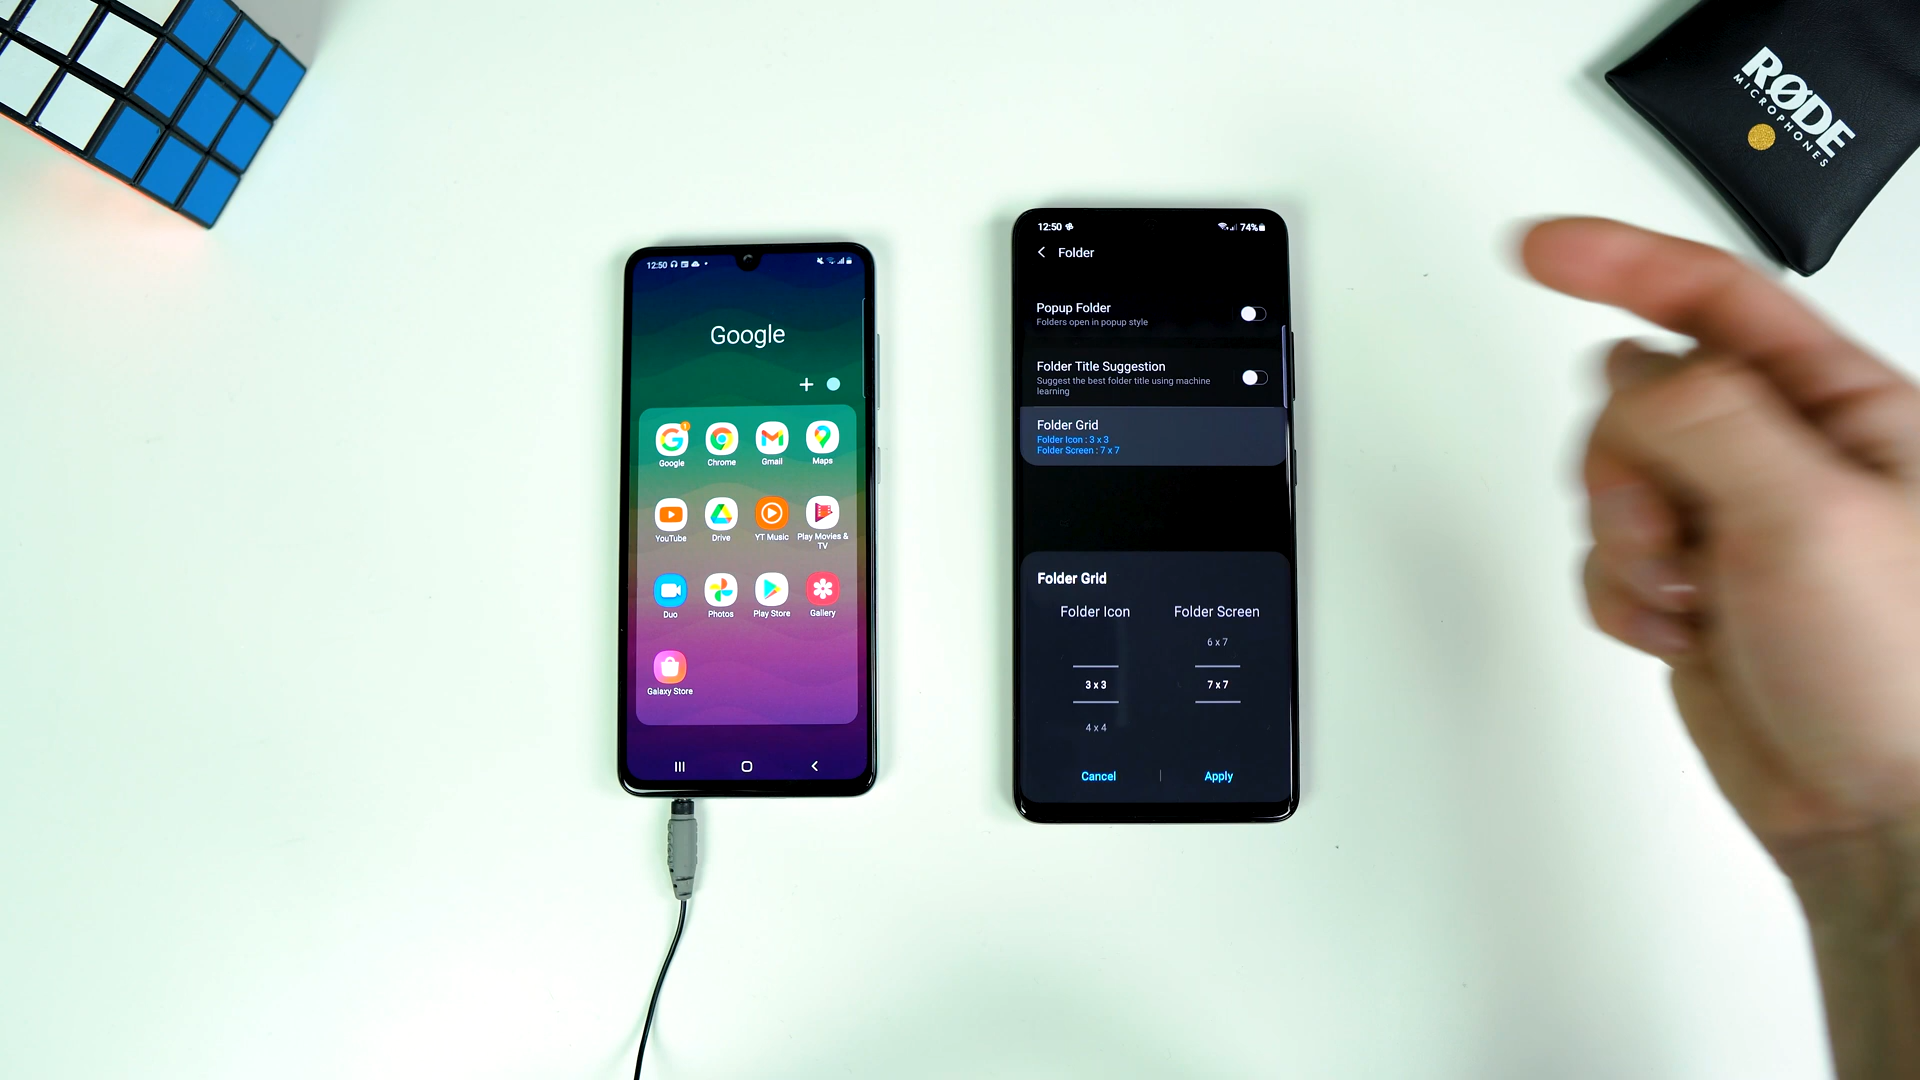 RØDE
MICROPHONES
12:50
Google
Google
Chrome
Gmail
Maps
YouTube
Drive
YT Music
Play Movies &
TV
Duo
Photos
Play Store
Gallery
Galaxy Store
12:50
74%
Folder
Popup Folder
Folders open in popup style
Folder Title Suggestion
Suggest the best folder title using machine
learning
Folder Grid
Folder Icon : 3 x 3
Folder Screen : 7 x 7
Folder Grid
Folder Icon
Folder Screen
6 x 7
3 x 3
7 x 7
4 x 4
Cancel
Apply